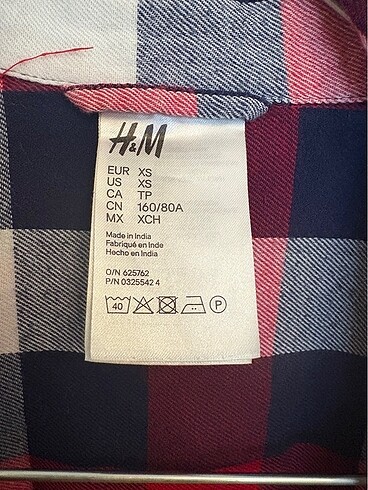 H&M
EUR XS
US XS
CA TP
CN 160/80A
MX XCH
Made in India
Fabriqué en Inde
Hecho en India
O/N 625762
P/N 0325542 4
40 P